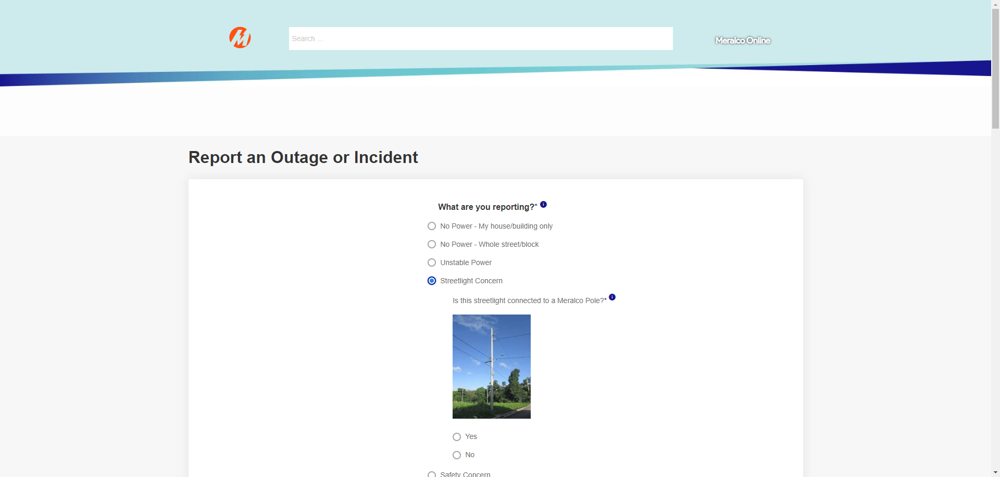 Search ...
Meralco Online
Report an Outage or Incident
What are you reporting?*
No Power - My house/building only
No Power - Whole street/block
Unstable Power
Streetlight Concern
Is this streetlight connected to a Meralco Pole?*
Yes
No
Safety Concern